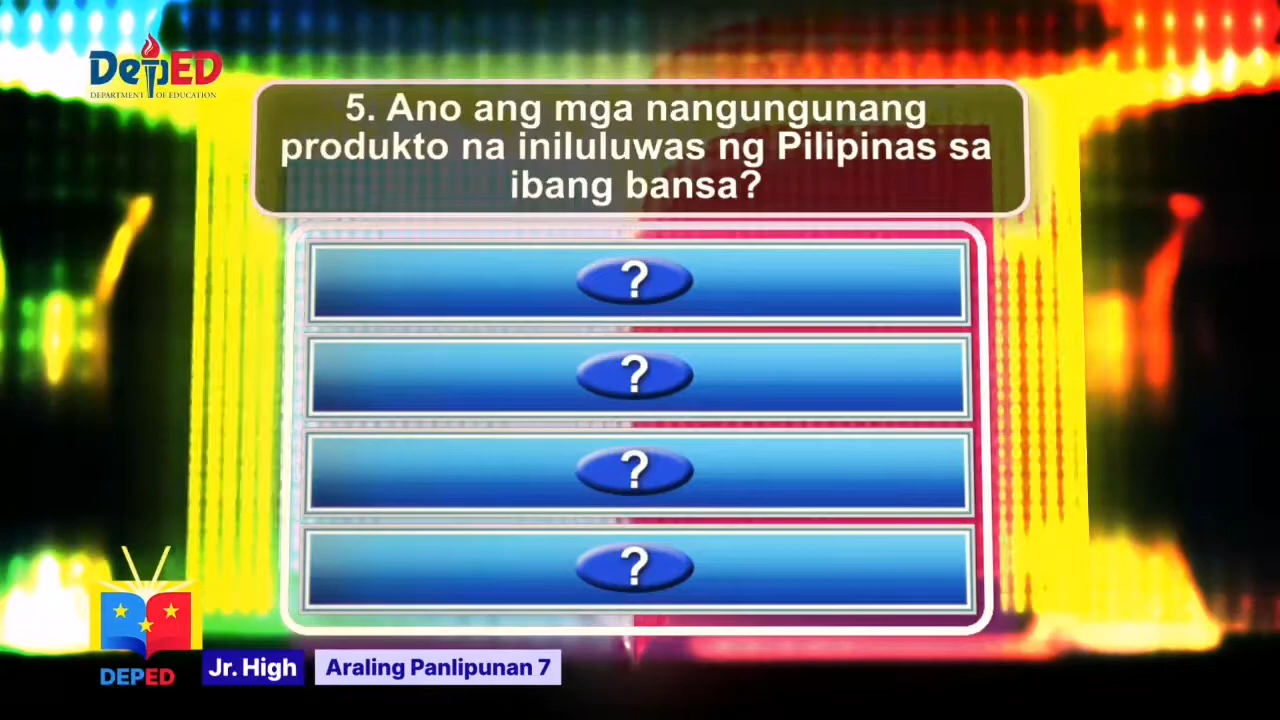 DepED
DEPARTMENT OF EDUCATION
5. Ano ang mga nangungunang
produkto na iniluluwas ng Pilipinas sa
ibang bansa?
?
?
?
?
DEPED
Jr. High
Araling Panlipunan 7